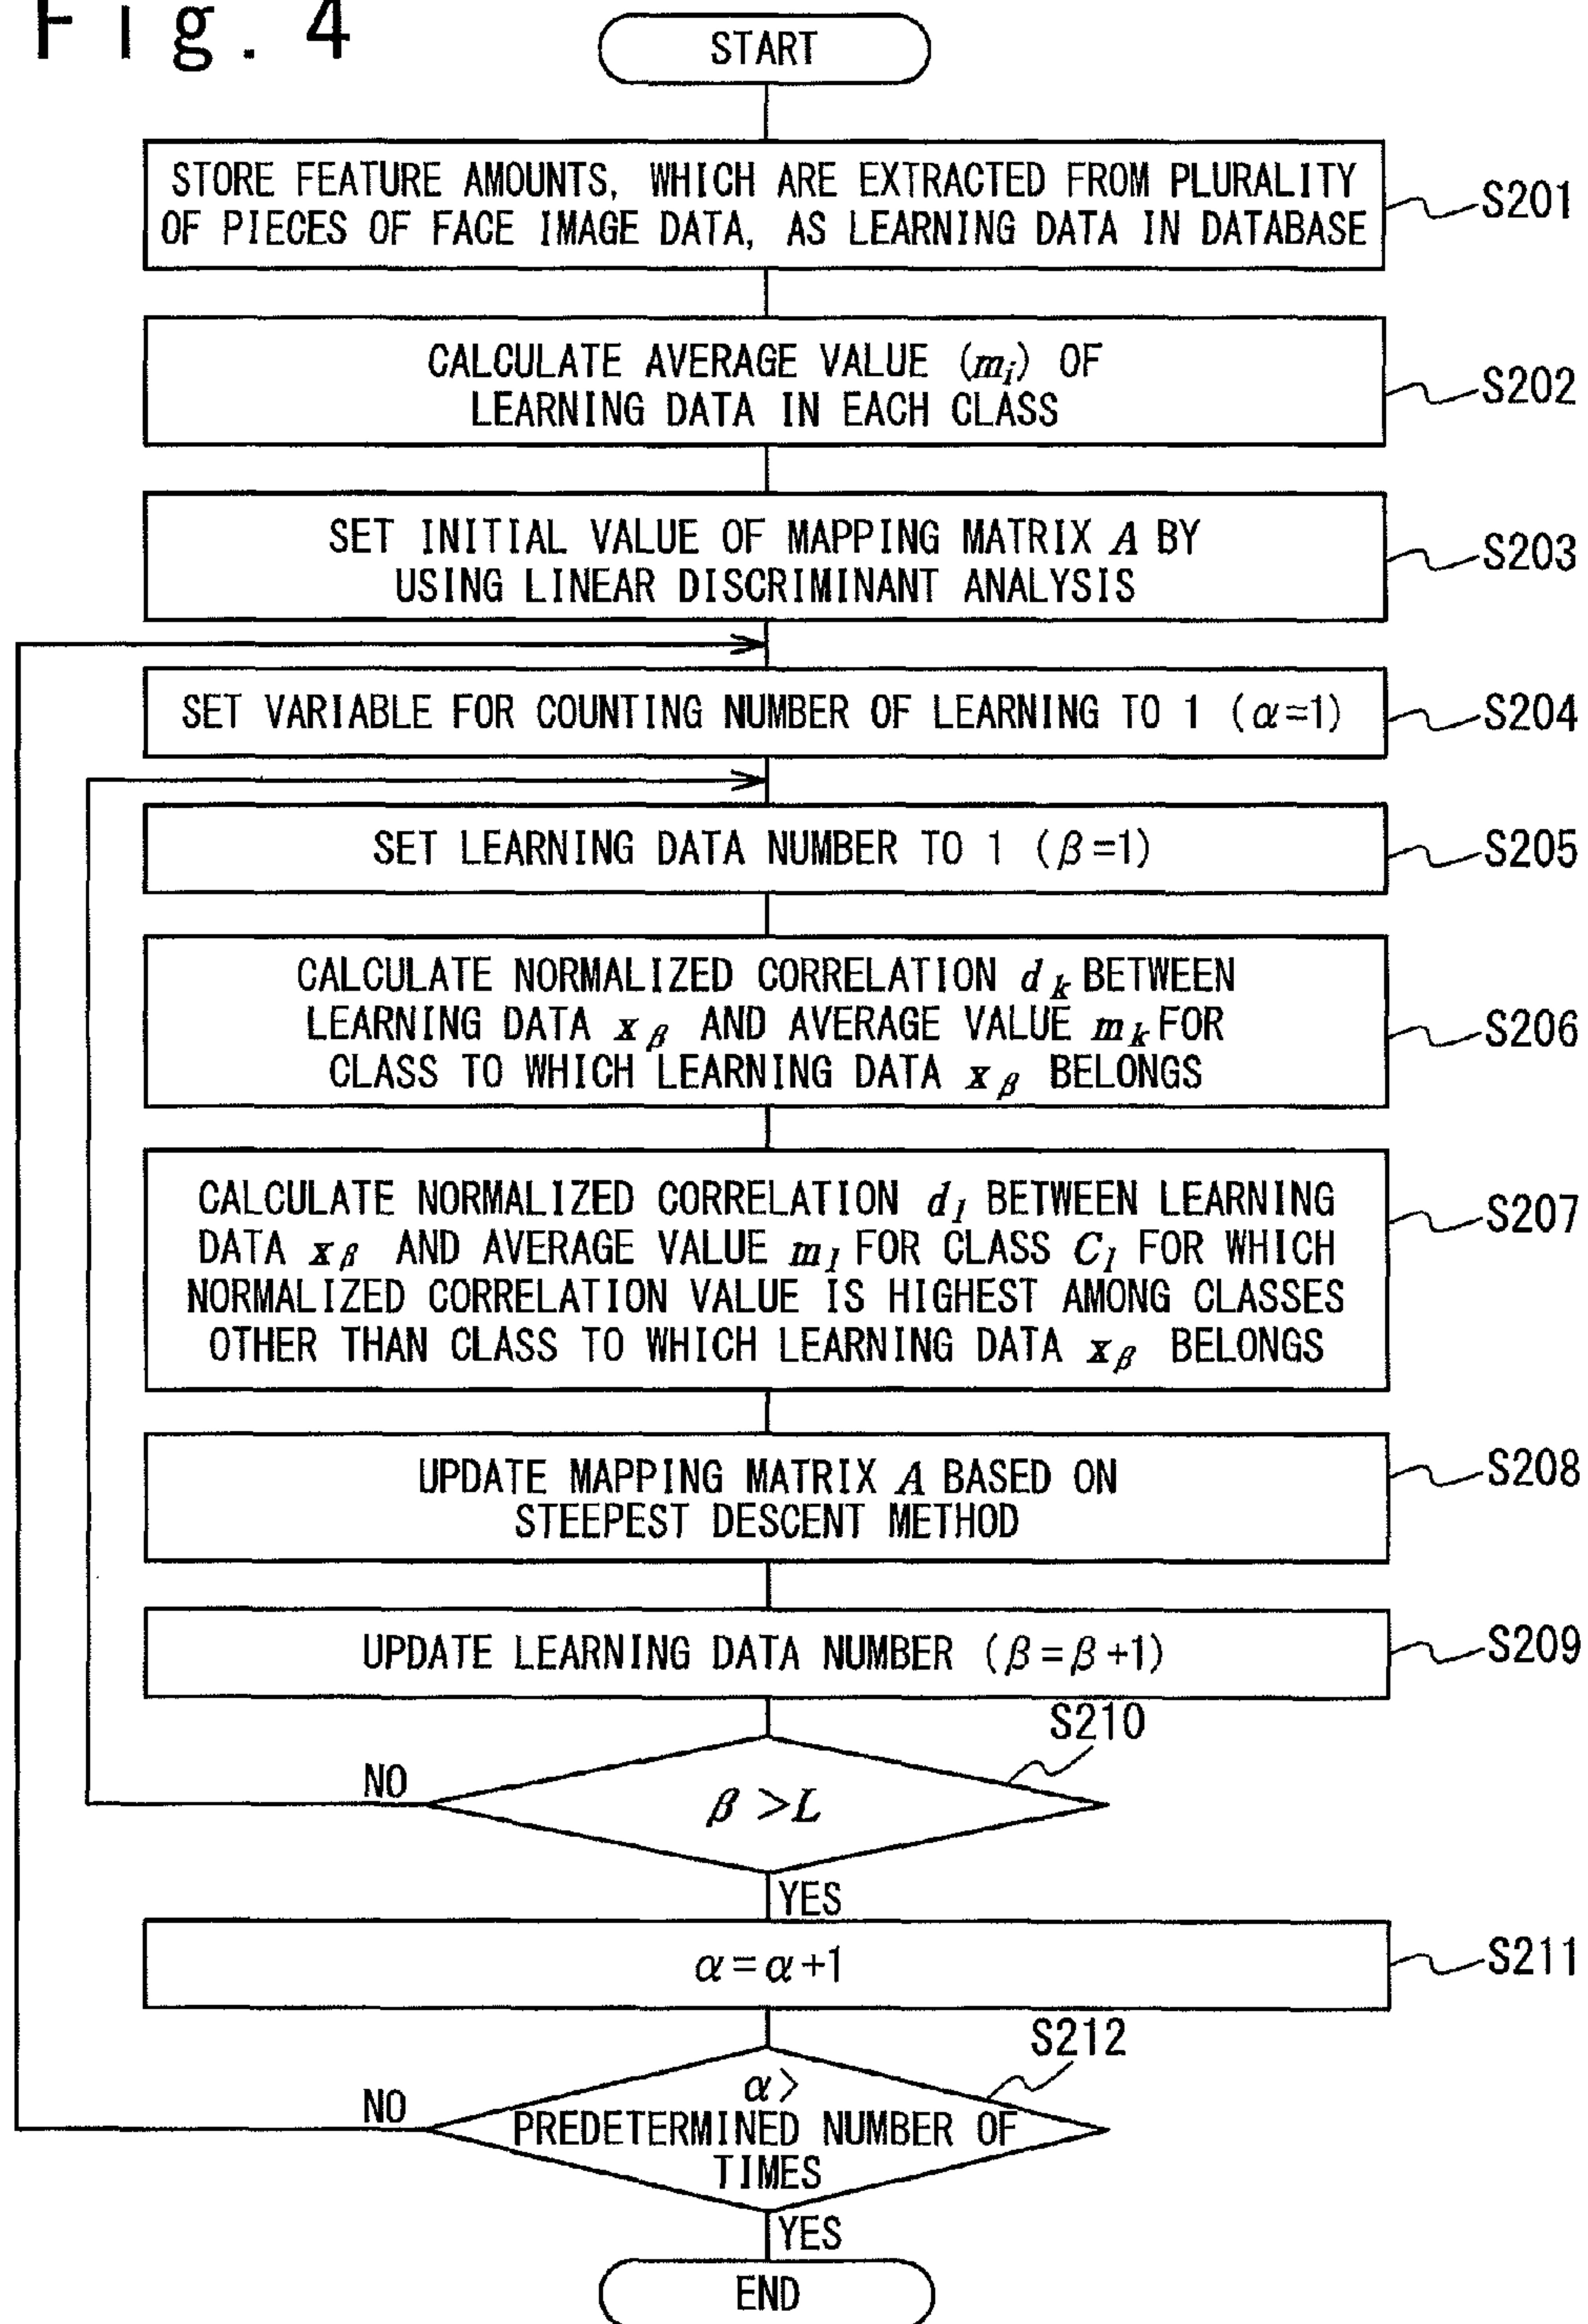 Fig. 4
START
STORE FEATURE AMOUNTS, WHICH ARE EXTRACTED FROM PLURALITY
OF PIECES OF FACE IMAGE DATA, AS LEARNING DATA IN DATABASE
S201
CALCULATE AVERAGE VALUE (mᵢ) OF
LEARNING DATA IN EACH CLASS
S202
SET INITIAL VALUE OF MAPPING MATRIX A BY
USING LINEAR DISCRIMINANT ANALYSIS
S203
SET VARIABLE FOR COUNTING NUMBER OF LEARNING TO 1 (α=1)
S204
SET LEARNING DATA NUMBER TO 1 (β=1)
S205
CALCULATE NORMALIZED CORRELATION dₖ BETWEEN
LEARNING DATA xᵦ AND AVERAGE VALUE mₖ FOR
CLASS TO WHICH LEARNING DATA xᵦ BELONGS
S206
CALCULATE NORMALIZED CORRELATION dₗ BETWEEN LEARNING
DATA xᵦ AND AVERAGE VALUE mₗ FOR CLASS Cₗ FOR WHICH
NORMALIZED CORRELATION VALUE IS HIGHEST AMONG CLASSES
OTHER THAN CLASS TO WHICH LEARNING DATA xᵦ BELONGS
S207
UPDATE MAPPING MATRIX A BASED ON
STEEPEST DESCENT METHOD
S208
UPDATE LEARNING DATA NUMBER (β=β+1)
S209
S210
NO
β >L
YES
α=α+1
S211
S212
NO
α>
PREDETERMINED NUMBER OF
TIMES
YES
END